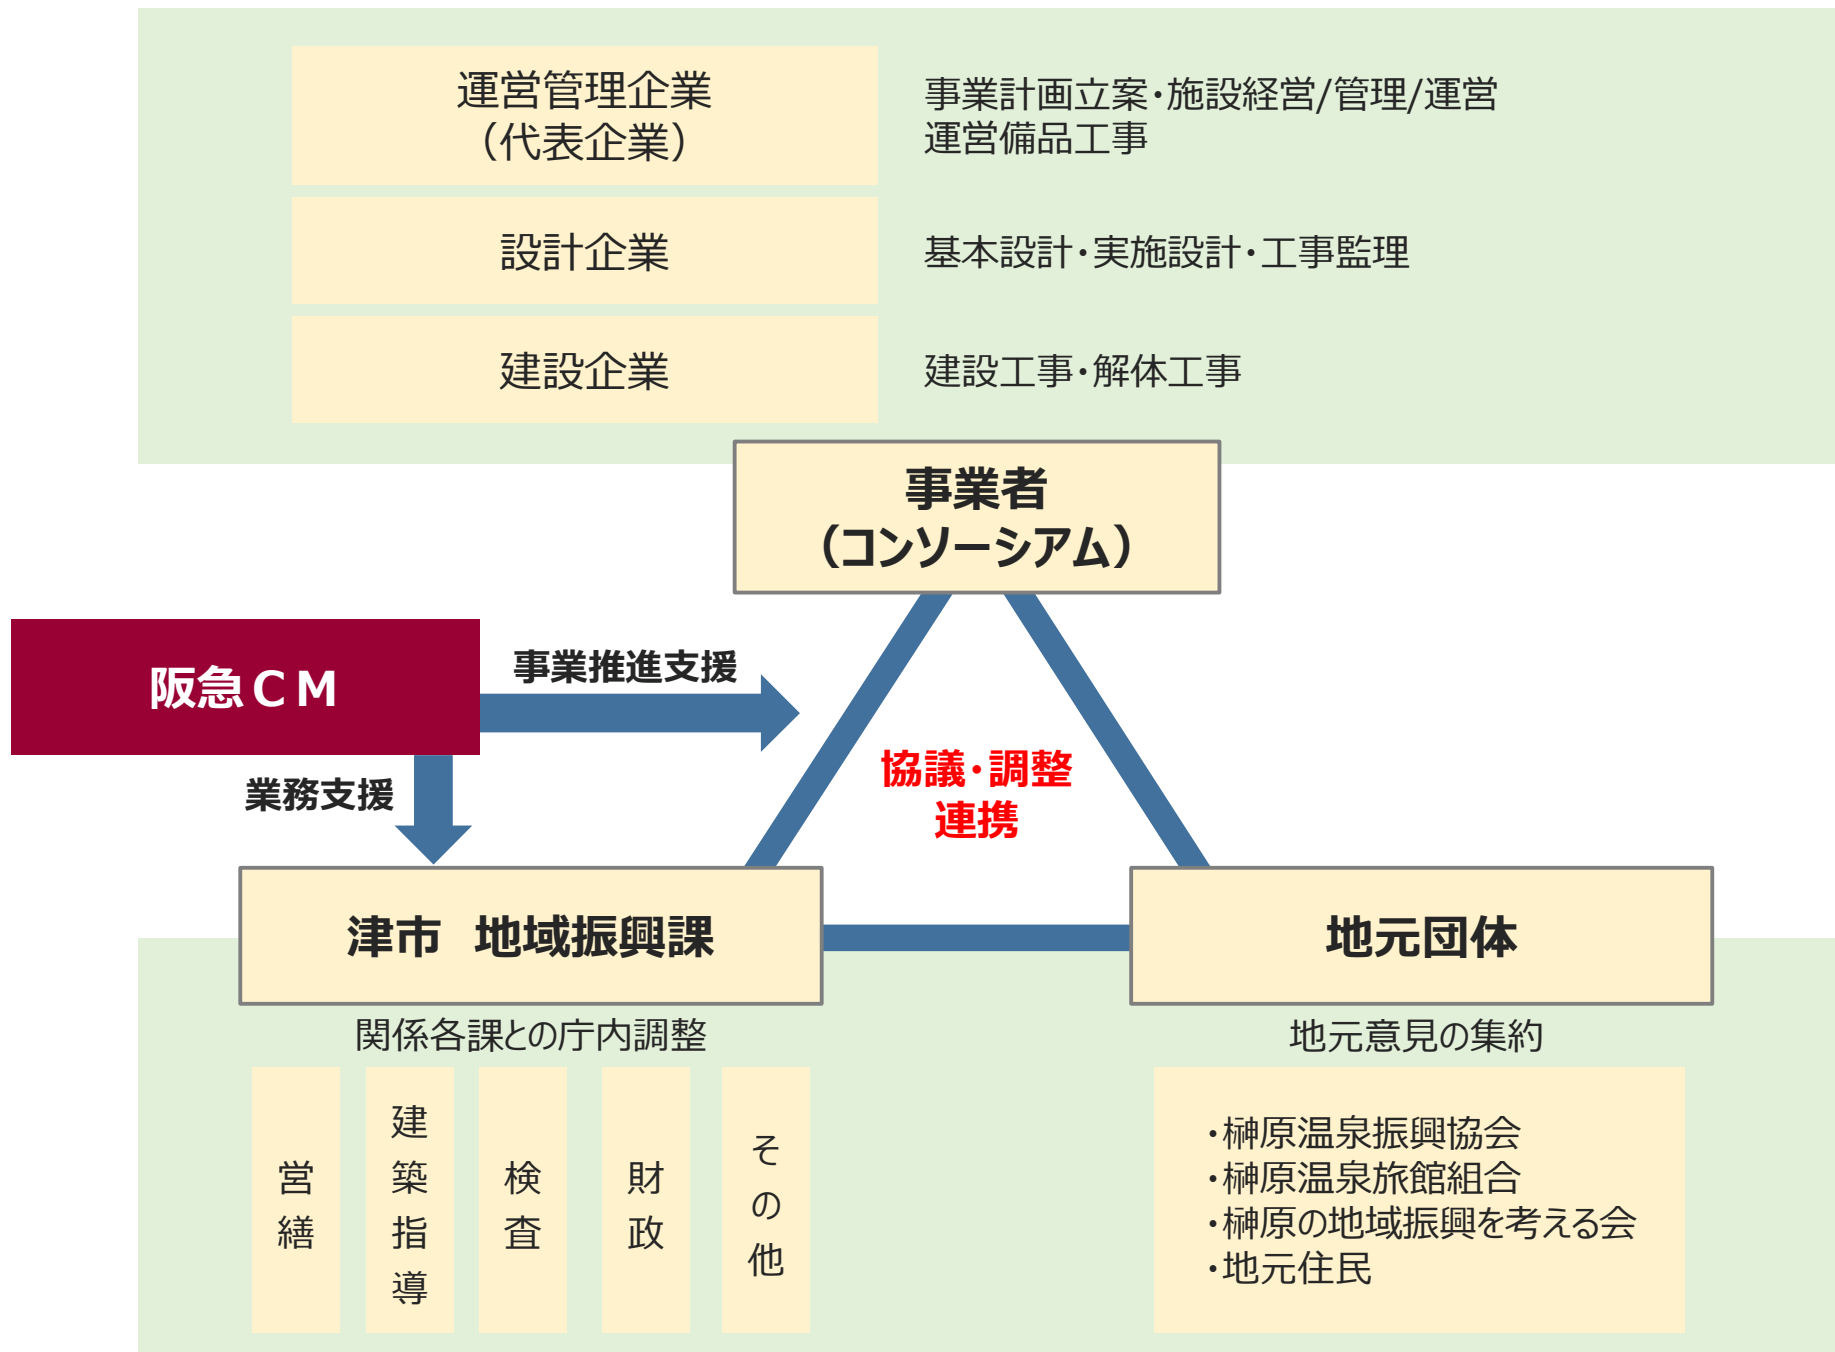 運営管理企業
（代表企業）
事業計画立案・施設経営/管理/運営
運営備品工事
設計企業
基本設計・実施設計・工事監理
建設企業
建設工事・解体工事
事業者
（コンソーシアム）
阪急ＣＭ
事業推進支援
業務支援
協議・調整
連携
津市　地域振興課
地元団体
関係各課との庁内調整
営繕
建築指導
検査
財政
その他
地元意見の集約
・榊原温泉振興協会
・榊原温泉旅館組合
・榊原の地域振興を考える会
・地元住民